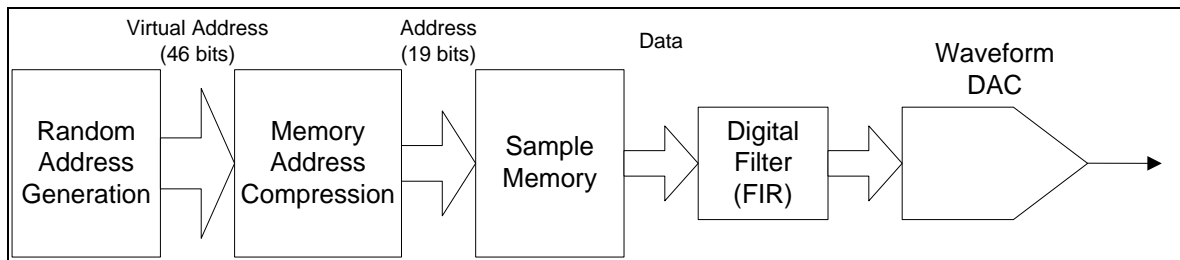 Virtual Address
(46 bits)
Address
(19 bits)
Data
Waveform
DAC
Random
Address
Generation
Memory
Address
Compression
Sample
Memory
Digital
Filter
(FIR)